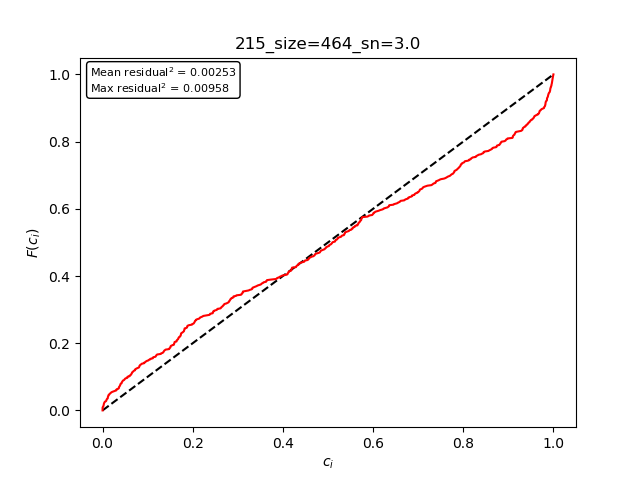 215_size=464_sn=3.0
Mean residual² = 0.00253
Max residual² = 0.00958
1.0
0.8
0.6
0.4
0.2
0.0
F(cᵢ)
0.0 0.2 0.4 0.6 0.8 1.0
cᵢ